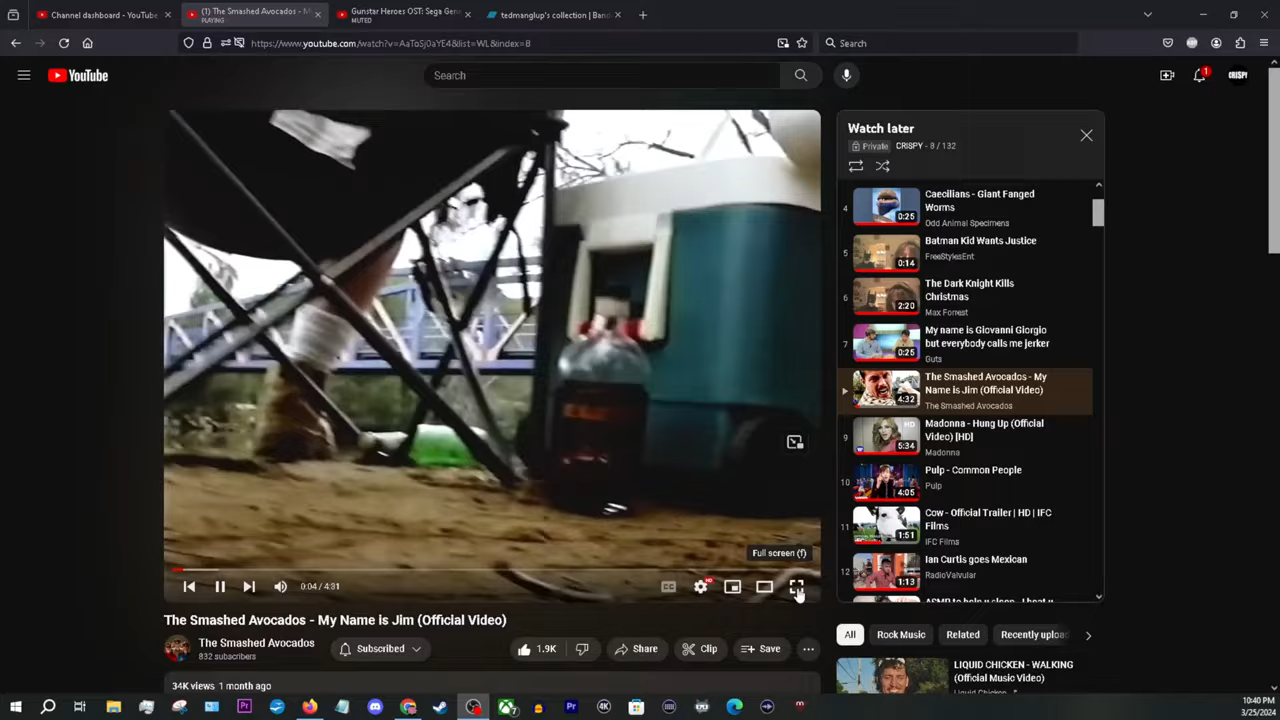 Channel dashboard - YouTube
(1) The Smashed Avocados - M
PLAYING
Gunstar Heroes OST: Sega Gen
MUTED
tedmanglup's collection | Band
https://www.youtube.com/watch?v=AaToSj0aYE4&list=WL&index=8
Search
YouTube
Search
1
CRISPY
Watch later
Private CRISPY - 8 / 132
4
Caecilians - Giant Fanged Worms
Odd Animal Specimens
0:25
5
Batman Kid Wants Justice
FreeStylesEnt
0:14
6
The Dark Knight Kills Christmas
Max Forrest
2:20
7
My name is Giovanni Giorgio but everybody calls me jerker
Guts
0:25
The Smashed Avocados - My Name is Jim (Official Video)
The Smashed Avocados
4:32
9
Madonna - Hung Up (Official Video) [HD]
Madonna
5:34
10
Pulp - Common People
Pulp
4:05
11
Cow - Official Trailer | HD | IFC Films
IFC Films
1:51
12
Ian Curtis goes Mexican
RadioValvular
1:13
Full screen (f)
0:04 / 4:31
CC
HD
The Smashed Avocados - My Name is Jim (Official Video)
The Smashed Avocados
832 subscribers
Subscribed
1.9K
Share
Clip
Save
34K views 1 month ago
All
Rock Music
Related
Recently upload
LIQUID CHICKEN - WALKING (Official Music Video)
Liquid Chicken
10:40 PM
3/25/2024